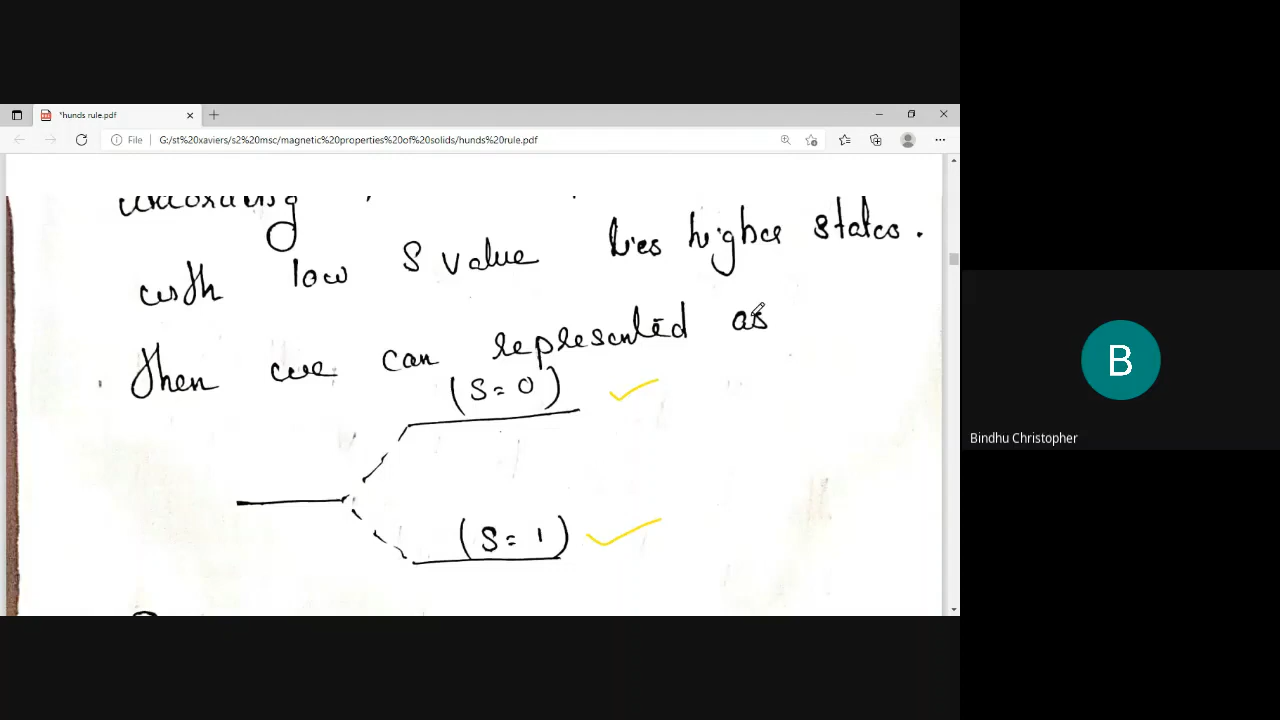 *hunds rule.pdf
File G:/st%20xaviers/s2%20msc/magnetic%20properties%20of%20solids/hunds%20rule.pdf
with low S value lies higher states.
then we can represented as
(S=0)
(S=1)
B
Bindhu Christopher